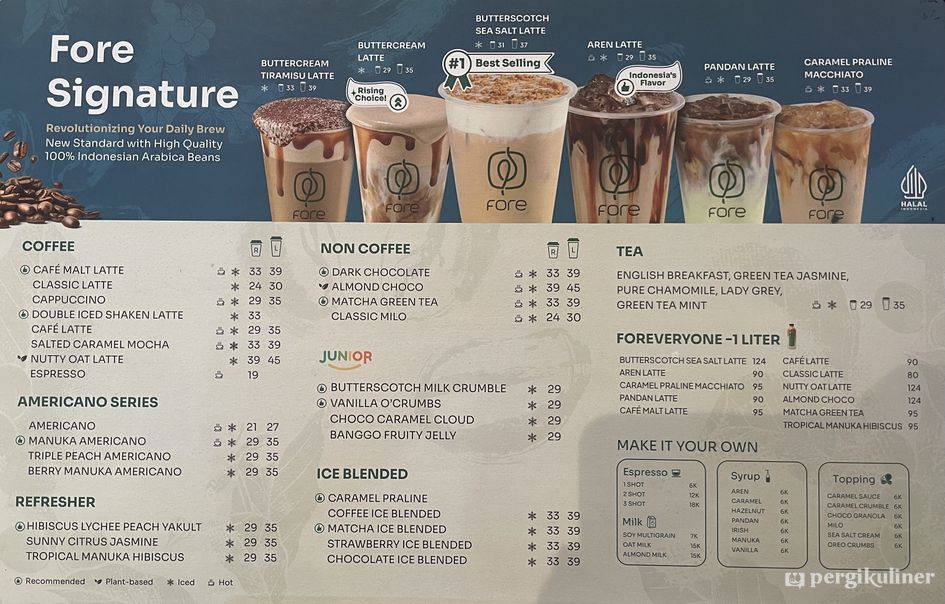 Fore
Signature
Revolutionizing Your Daily Brew
New Standard with High Quality
100% Indonesian Arabica Beans
BUTTERCREAM
TIRAMISU LATTE
33 39
BUTTERCREAM
LATTE
29 35
+Rising
Choice!
BUTTERSCOTCH
SEA SALT LATTE
31 37
#1 Best Selling
AREN LATTE
29 35
Indonesia's
Flavor
PANDAN LATTE
29 35
CARAMEL PRALINE
MACCHIATO
33 39
fore
fore
fore
fore
fore
fore
HALAL
INDONESIA
COFFEE R L
CAFÉ MALT LATTE 33 39
CLASSIC LATTE 24 30
CAPPUCCINO 29 35
DOUBLE ICED SHAKEN LATTE 33
CAFÉ LATTE 29 35
SALTED CARAMEL MOCHA 33 39
NUTTY OAT LATTE 39 45
ESPRESSO 19
AMERICANO SERIES
AMERICANO 21 27
MANUKA AMERICANO 29 35
TRIPLE PEACH AMERICANO 29 35
BERRY MANUKA AMERICANO 29 35
REFRESHER
HIBISCUS LYCHEE PEACH YAKULT 29 35
SUNNY CITRUS JASMINE 29 35
TROPICAL MANUKA HIBISCUS 29 35
Recommended Plant-based Iced Hot
NON COFFEE R L
DARK CHOCOLATE 33 39
ALMOND CHOCO 39 45
MATCHA GREEN TEA 33 39
CLASSIC MILO 24 30
JUNIOR
BUTTERSCOTCH MILK CRUMBLE 29
VANILLA O'CRUMBS 29
CHOCO CARAMEL CLOUD 29
BANGGO FRUITY JELLY 29
ICE BLENDED
CARAMEL PRALINE
COFFEE ICE BLENDED 33 39
MATCHA ICE BLENDED 33 39
STRAWBERRY ICE BLENDED 33 39
CHOCOLATE ICE BLENDED 33 39
TEA
ENGLISH BREAKFAST, GREEN TEA JASMINE,
PURE CHAMOMILE, LADY GREY,
GREEN TEA MINT 29 35
FOREVERYONE -1 LITER
BUTTERSCOTCH SEA SALT LATTE 124
AREN LATTE 90
CARAMEL PRALINE MACCHIATO 95
PANDAN LATTE 90
CAFÉ MALT LATTE 95
CAFÉ LATTE 90
CLASSIC LATTE 80
NUTTY OAT LATTE 124
ALMOND CHOCO 124
MATCHA GREEN TEA 95
TROPICAL MANUKA HIBISCUS 95
MAKE IT YOUR OWN
Espresso
1 SHOT 6K
2 SHOT 12K
3 SHOT 18K
Milk
SOY MULTIGRAIN 7K
OAT MILK 15K
ALMOND MILK 15K
Syrup
AREN 6K
CARAMEL 6K
HAZELNUT 6K
PANDAN 6K
IRISH 6K
MANUKA 6K
VANILLA 6K
Topping
CARAMEL SAUCE 6K
CARAMEL CRUMBLE 6K
CHOCO GRANOLA 6K
MILO 6K
SEA SALT CREAM 6K
OREO CRUMBS 6K
pergikuliner